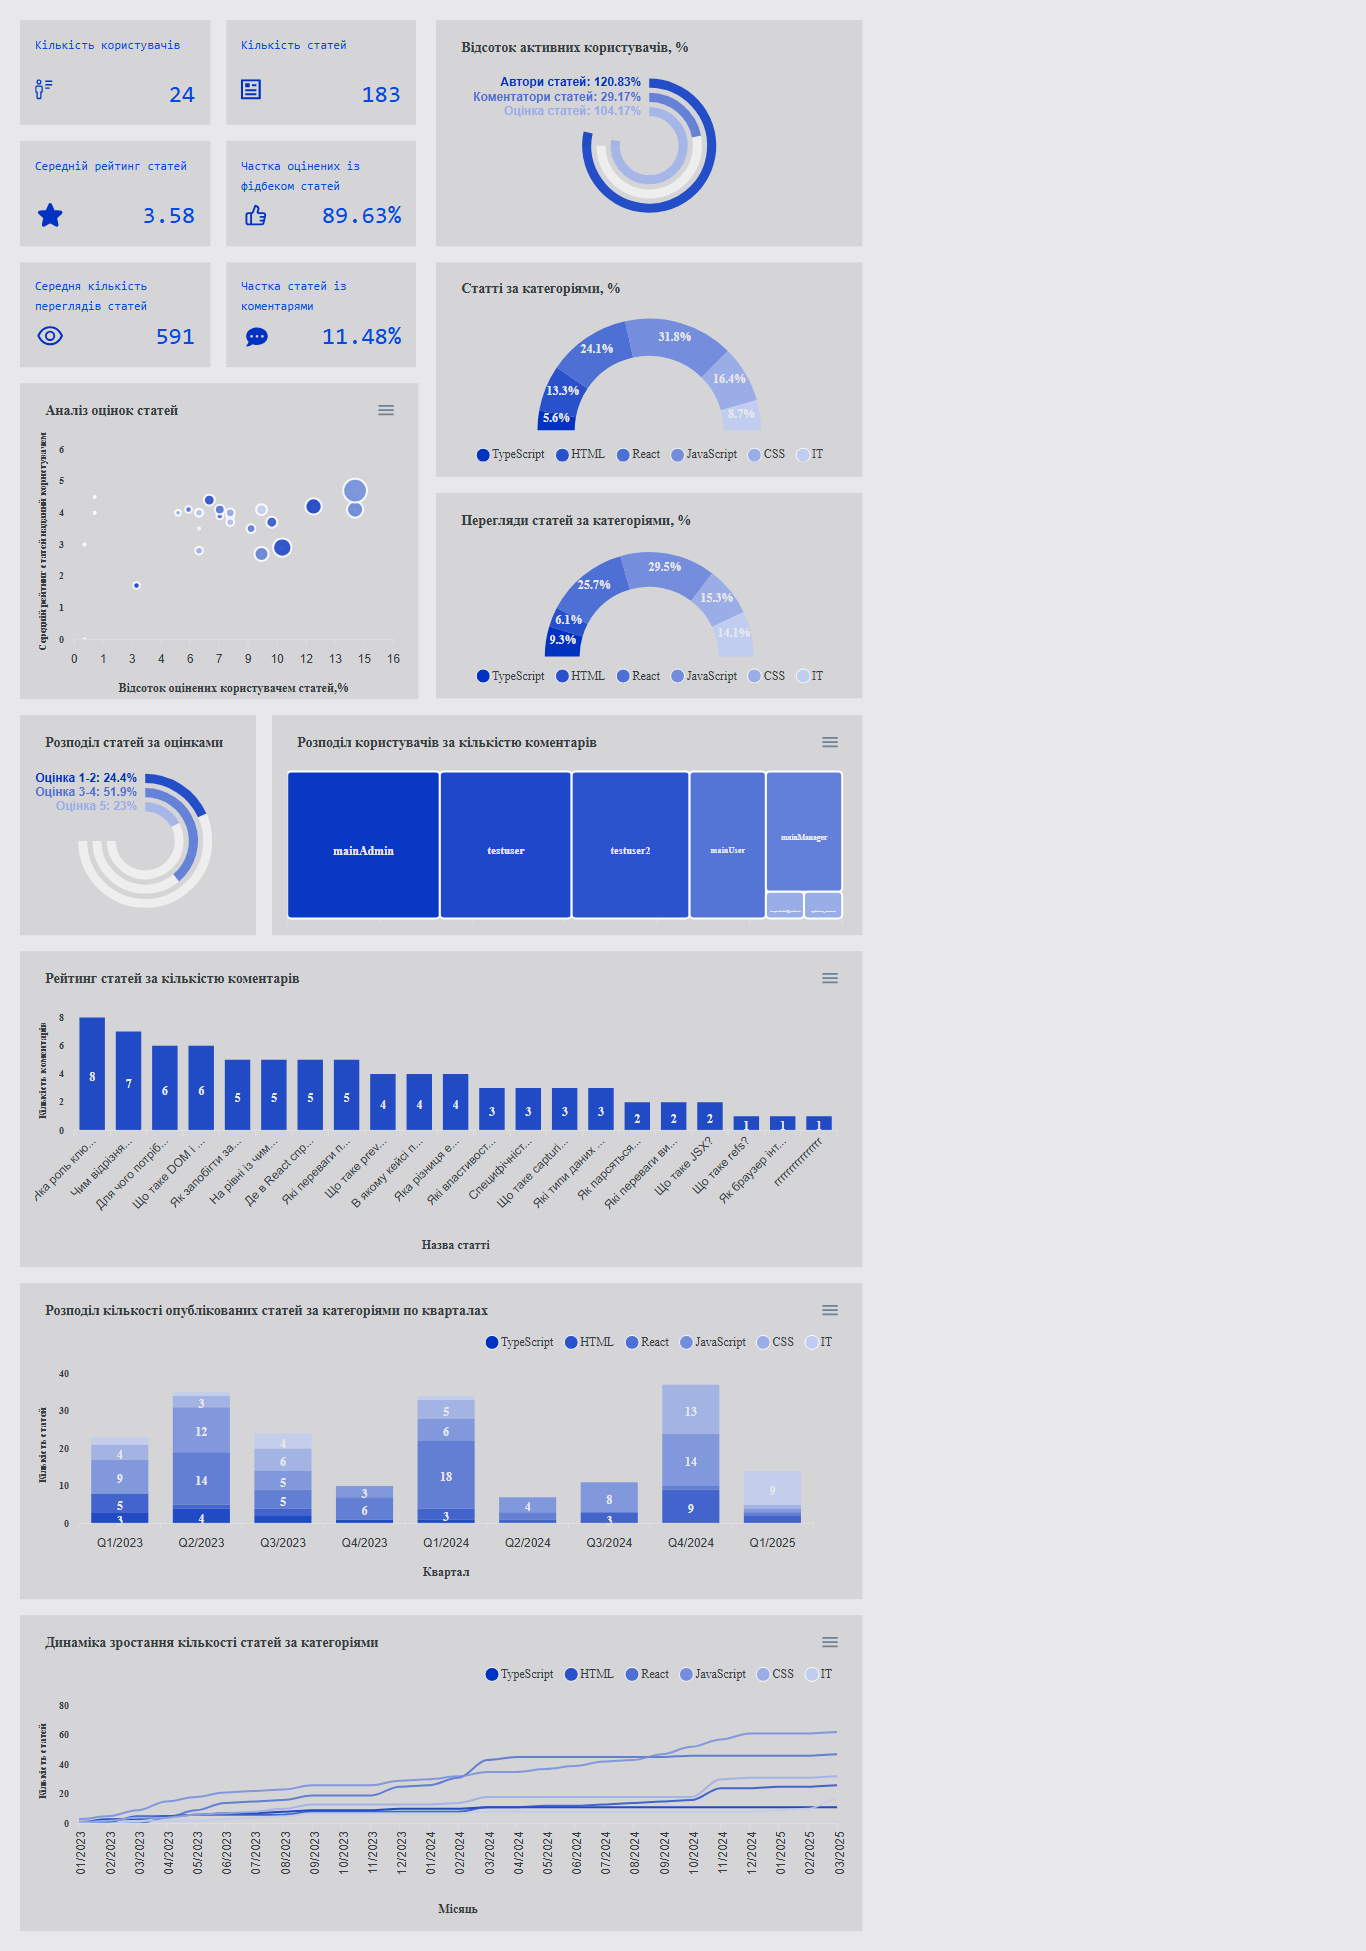 Кількість користувачів
24
Кількість статей
183
Середній рейтинг статей
3.58
Частка оцінених із
фідбеком статей
89.63%
Середня кількість
переглядів статей
591
Частка статей із
коментарями
11.48%
Відсоток активних користувачів, %
Автори статей: 120.83%
Коментатори статей: 29.17%
Оцінка статей: 104.17%
Статті за категоріями, %
5.6%
13.3%
24.1%
31.8%
16.4%
8.7%
TypeScript HTML React JavaScript CSS IT
Аналіз оцінок статей
Середній рейтинг статей наданий користувачем
6
5
4
3
2
1
0
0 1 3 4 6 7 9 10 12 13 15 16
Відсоток оцінених користувачем статей,%
Перегляди статей за категоріями, %
9.3%
6.1%
25.7%
29.5%
15.3%
14.1%
TypeScript HTML React JavaScript CSS IT
Розподіл статей за оцінками
Оцінка 1-2: 24.4%
Оцінка 3-4: 51.9%
Оцінка 5: 23%
Розподіл користувачів за кількістю коментарів
mainAdmin
testuser
testuser2
mainUser
mainManager
Рейтинг статей за кількістю коментарів
Кількість коментарів
8
6
4
2
0
8 7 6 6 5 5 5 5 4 4 4 3 3 3 3 2 2 2 1 1 1
Яка роль клю...
Чим відрізня...
Для чого потріб...
Що таке DOM і ...
Як запобігти за...
На рівні із чим...
Де в React спр...
Які переваги п...
Що таке prev...
В якому кейсі п...
Яка різниця е...
Які властивост...
Специфічніст...
Що таке capturi...
Які типи даних ...
Як парсяться...
Які переваги ви...
Що таке JSX?
Що таке refs?
Як браузер інт...
rrrrrrrrrrrrrr
Назва статті
Розподіл кількості опублікованих статей за категоріями по кварталах
TypeScript HTML React JavaScript CSS IT
Кількість статей
40
30
20
10
0
3 5 9 4
4 14 12 3
5 5 6 4
6 3
3 18 6 5
4
3 8
9 14 13
9
Q1/2023 Q2/2023 Q3/2023 Q4/2023 Q1/2024 Q2/2024 Q3/2024 Q4/2024 Q1/2025
Квартал
Динаміка зростання кількості статей за категоріями
TypeScript HTML React JavaScript CSS IT
Кількість статей
80
60
40
20
0
01/2023 02/2023 03/2023 04/2023 05/2023 06/2023 07/2023 08/2023 09/2023 10/2023 11/2023 12/2023 01/2024 02/2024 03/2024 04/2024 05/2024 06/2024 07/2024 08/2024 09/2024 10/2024 11/2024 12/2024 01/2025 02/2025 03/2025
Місяць